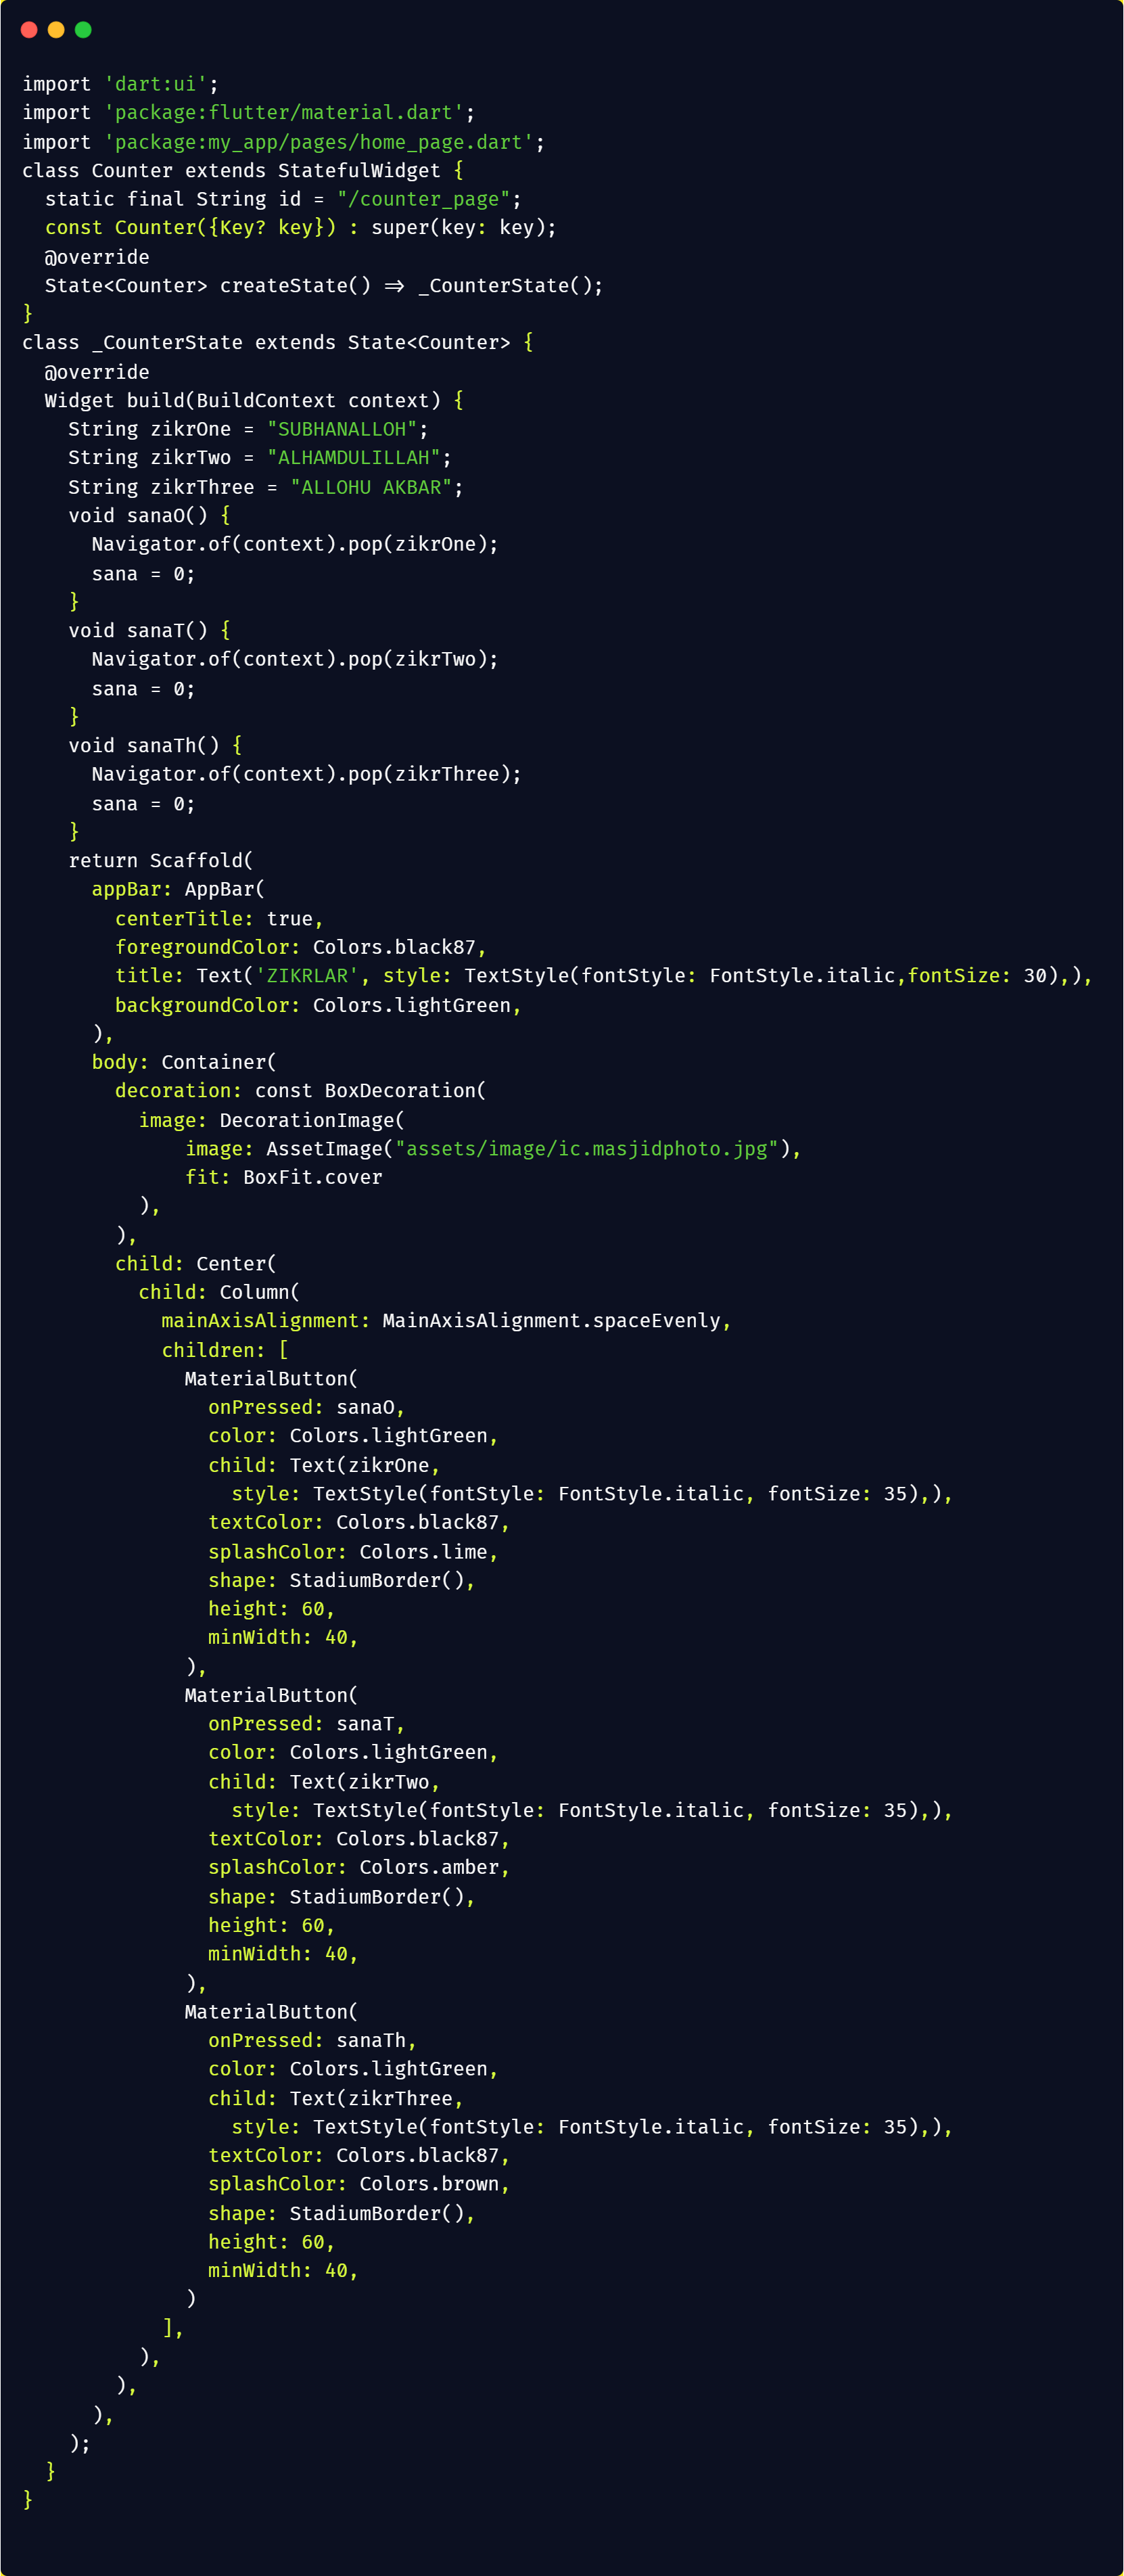 import 'dart:ui';
import 'package:flutter/material.dart';
import 'package:my_app/pages/home_page.dart';
class Counter extends StatefulWidget {
  static final String id = "/counter_page";
  const Counter({Key? key}) : super(key: key);
  @override
  State<Counter> createState() => _CounterState();
}
class _CounterState extends State<Counter> {
  @override
  Widget build(BuildContext context) {
    String zikrOne = "SUBHANALLOH";
    String zikrTwo = "ALHAMDULILLAH";
    String zikrThree = "ALLOHU AKBAR";
    void sanaO() {
      Navigator.of(context).pop(zikrOne);
      sana = 0;
    }
    void sanaT() {
      Navigator.of(context).pop(zikrTwo);
      sana = 0;
    }
    void sanaTh() {
      Navigator.of(context).pop(zikrThree);
      sana = 0;
    }
    return Scaffold(
      appBar: AppBar(
        centerTitle: true,
        foregroundColor: Colors.black87,
        title: Text('ZIKRLAR', style: TextStyle(fontStyle: FontStyle.italic,fontSize: 30),),
        backgroundColor: Colors.lightGreen,
      ),
      body: Container(
        decoration: const BoxDecoration(
          image: DecorationImage(
              image: AssetImage("assets/image/ic.masjidphoto.jpg"),
              fit: BoxFit.cover
          ),
        ),
        child: Center(
          child: Column(
            mainAxisAlignment: MainAxisAlignment.spaceEvenly,
            children: [
              MaterialButton(
                onPressed: sanaO,
                color: Colors.lightGreen,
                child: Text(zikrOne,
                  style: TextStyle(fontStyle: FontStyle.italic, fontSize: 35),),
                textColor: Colors.black87,
                splashColor: Colors.lime,
                shape: StadiumBorder(),
                height: 60,
                minWidth: 40,
              ),
              MaterialButton(
                onPressed: sanaT,
                color: Colors.lightGreen,
                child: Text(zikrTwo,
                  style: TextStyle(fontStyle: FontStyle.italic, fontSize: 35),),
                textColor: Colors.black87,
                splashColor: Colors.amber,
                shape: StadiumBorder(),
                height: 60,
                minWidth: 40,
              ),
              MaterialButton(
                onPressed: sanaTh,
                color: Colors.lightGreen,
                child: Text(zikrThree,
                  style: TextStyle(fontStyle: FontStyle.italic, fontSize: 35),),
                textColor: Colors.black87,
                splashColor: Colors.brown,
                shape: StadiumBorder(),
                height: 60,
                minWidth: 40,
              )
            ],
          ),
        ),
      ),
    );
  }
}